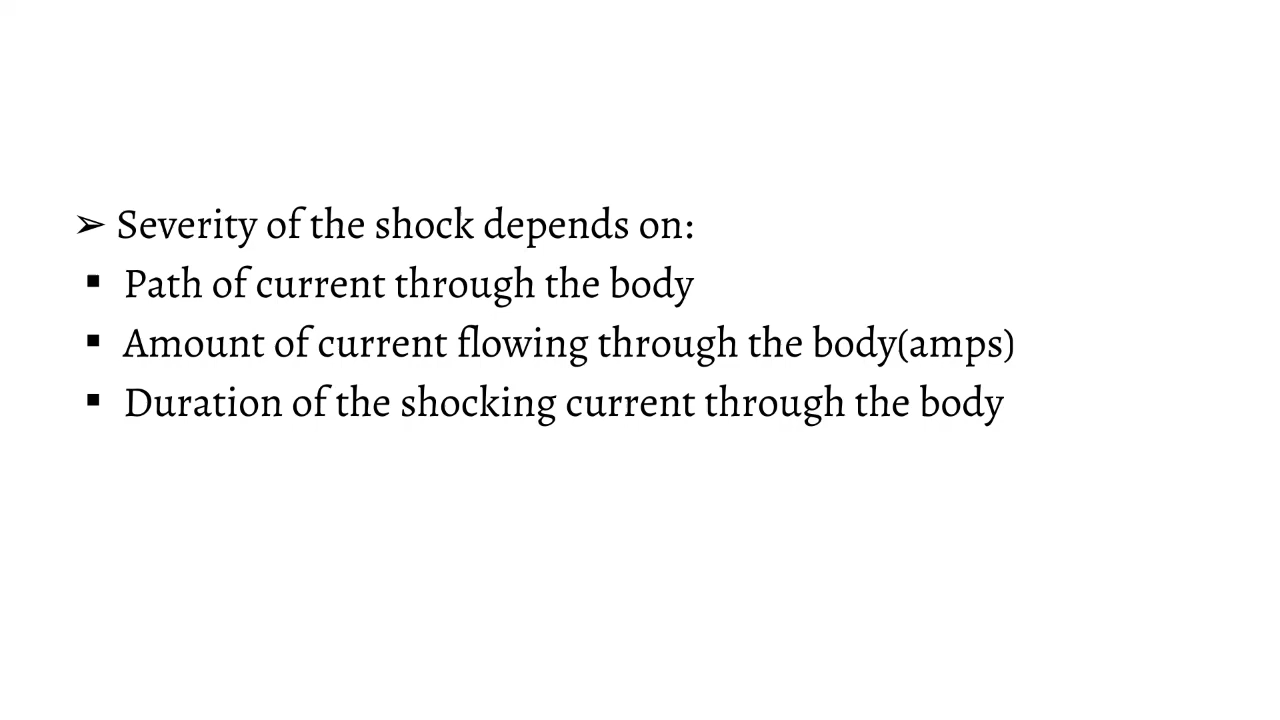 ➢ Severity of the shock depends on:
▪ Path of current through the body
▪ Amount of current flowing through the body(amps)
▪ Duration of the shocking current through the body